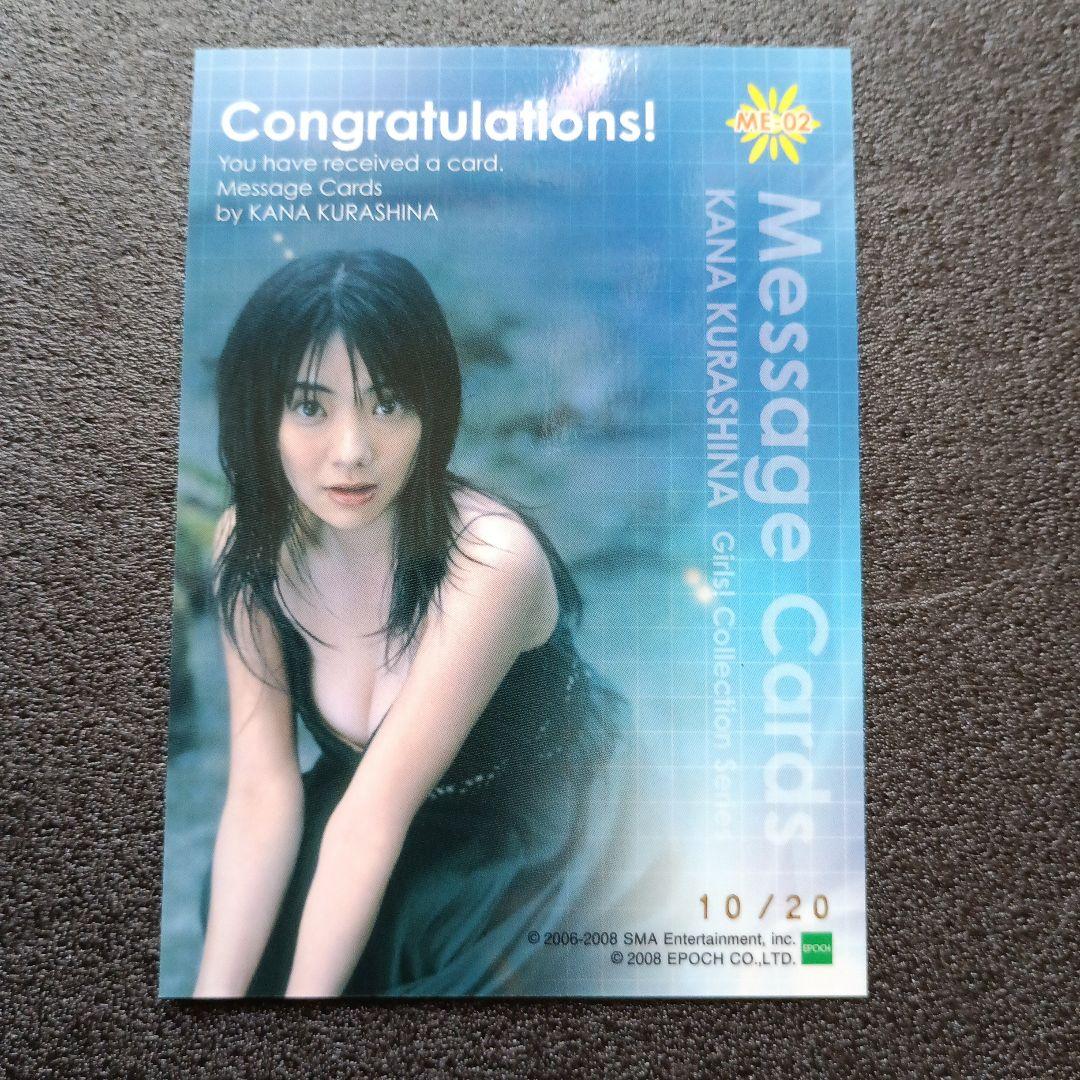 Congratulations!
You have received a card.
Message Cards
by KANA KURASHINA
ME-02
Message Cards
KANA KURASHINA Girls! Collection Series
10/20
© 2006-2008 SMA Entertainment, inc.
© 2008 EPOCH CO.,LTD.
EPOCH